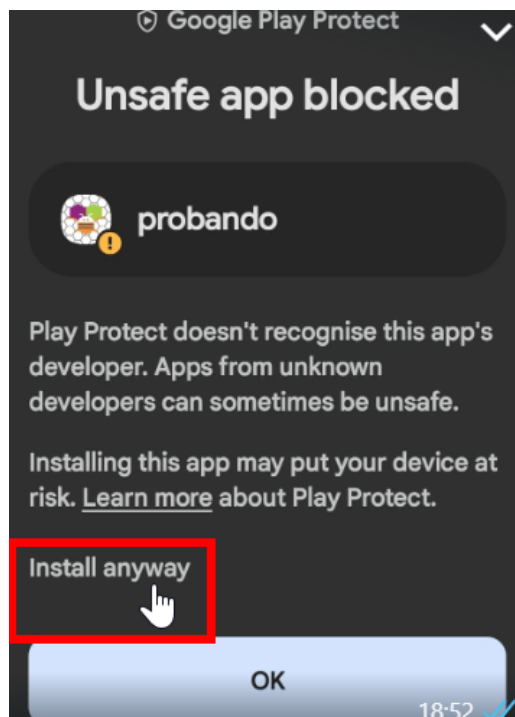 Google Play Protect
Unsafe app blocked
probando
Play Protect doesn't recognise this app's
developer. Apps from unknown
developers can sometimes be unsafe.
Installing this app may put your device at
risk. Learn more about Play Protect.
Install anyway
OK
18:52